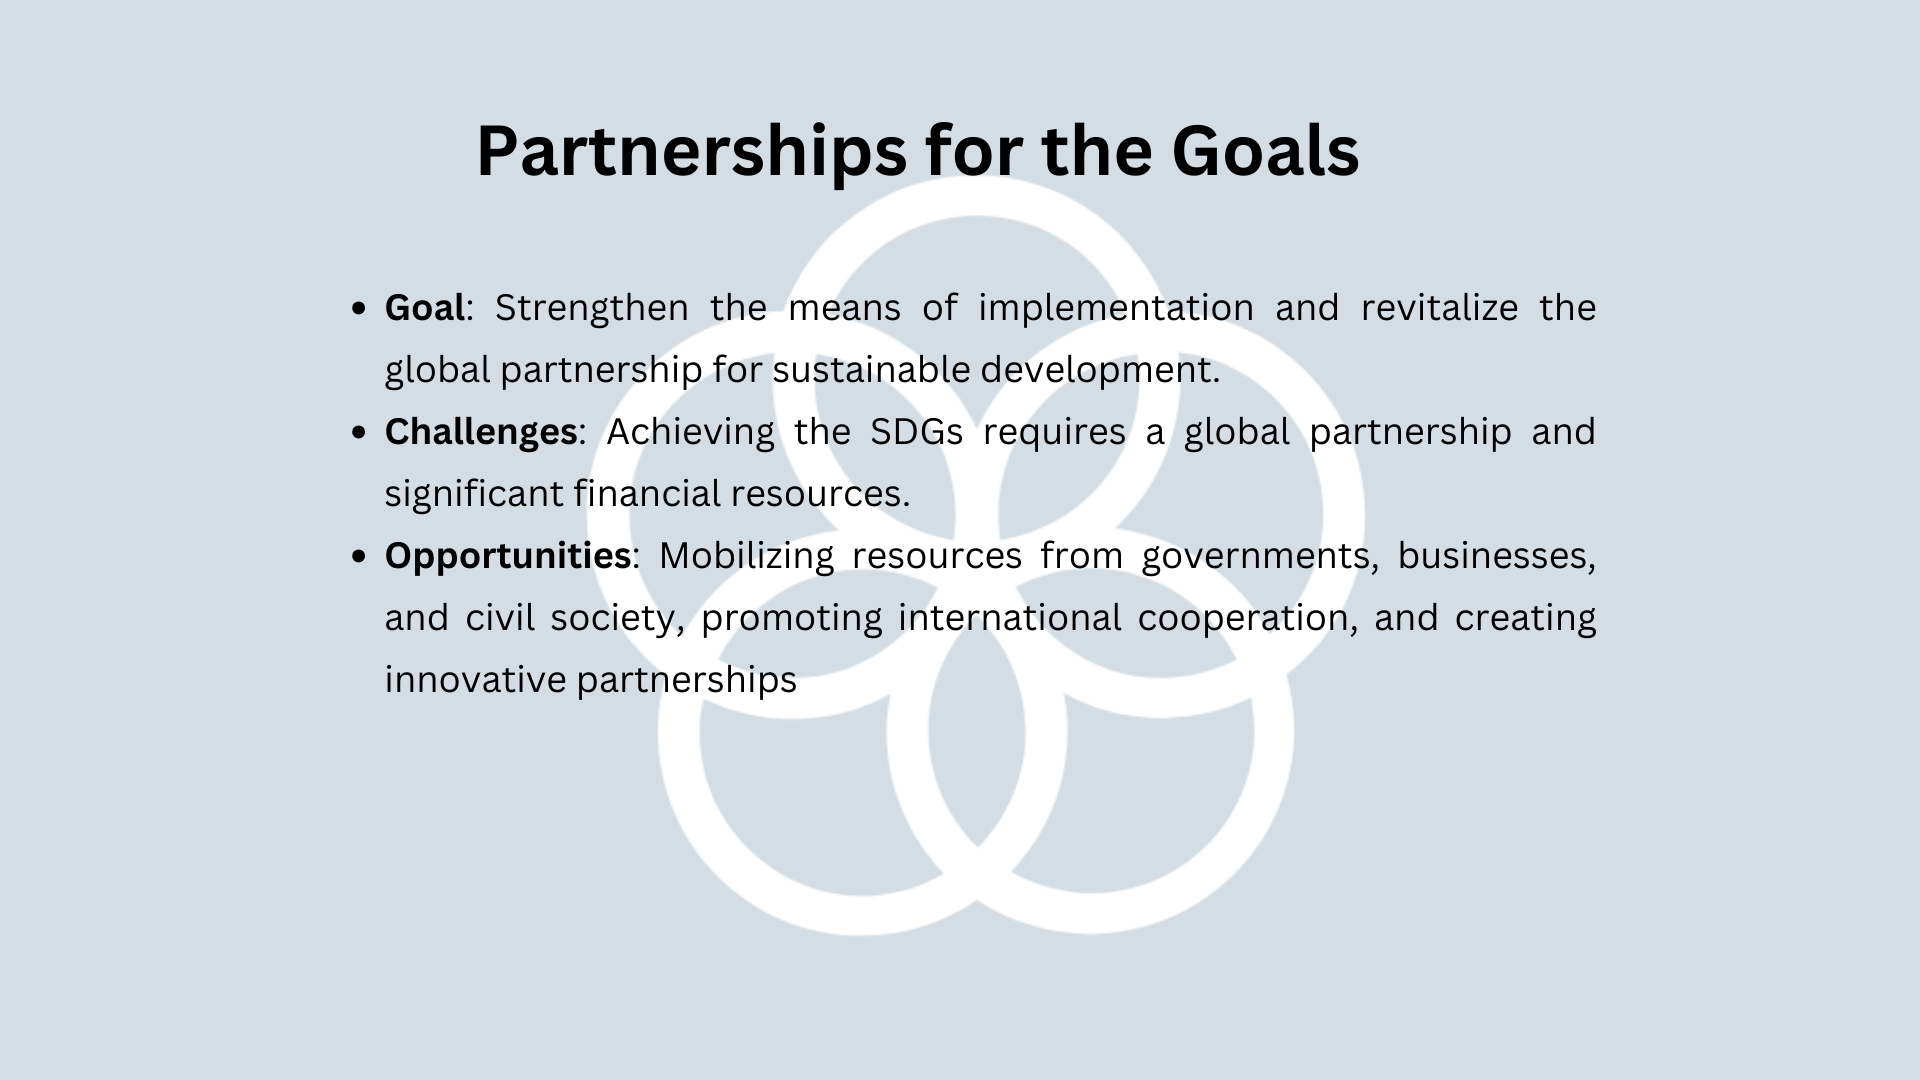 Partnerships for the Goals
• Goal: Strengthen the means of implementation and revitalize the
global partnership for sustainable development.
• Challenges: Achieving the SDGs requires a global partnership and
significant financial resources.
• Opportunities: Mobilizing resources from governments, businesses,
and civil society, promoting international cooperation, and creating
innovative partnerships